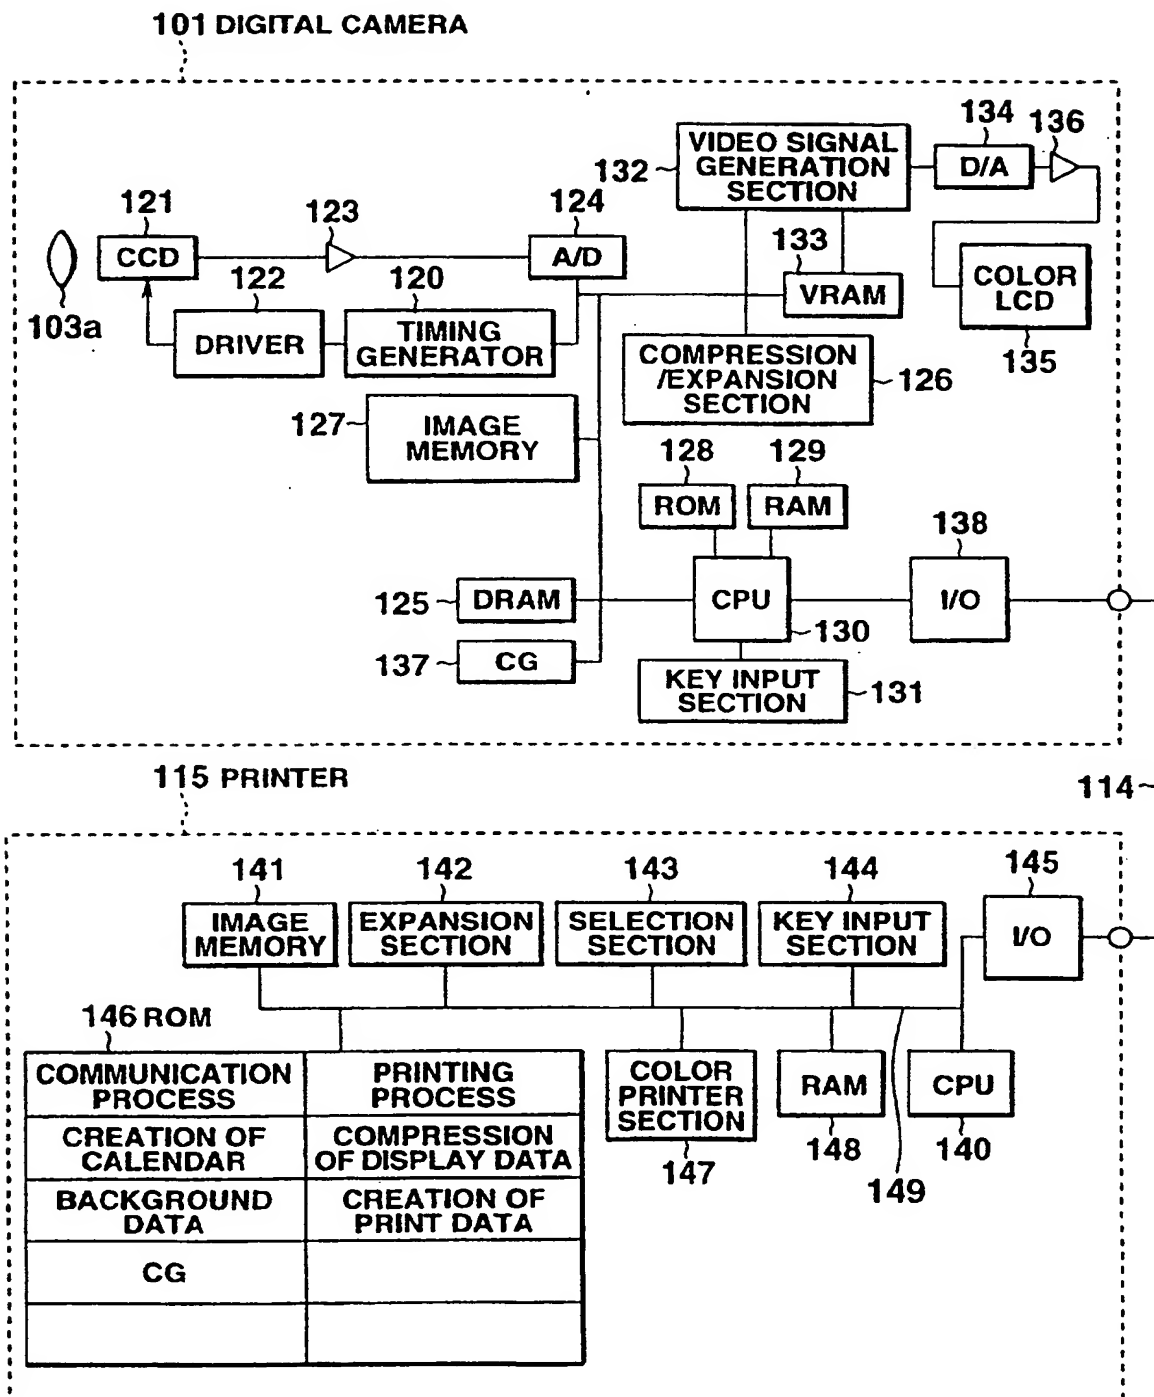 101 DIGITAL CAMERA
134
136
132
VIDEO SIGNAL
GENERATION
SECTION
D/A
121
123
124
133
CCD
A/D
122
120
VRAM
COLOR
LCD
103a
DRIVER
TIMING
GENERATOR
135
COMPRESSION
/EXPANSION
SECTION
126
127
IMAGE
MEMORY
128
129
ROM
RAM
138
125
DRAM
CPU
I/O
130
137
CG
KEY INPUT
SECTION
131
115 PRINTER
114
141
142
143
144
145
IMAGE
MEMORY
EXPANSION
SECTION
SELECTION
SECTION
KEY INPUT
SECTION
I/O
146 ROM
COMMUNICATION
PROCESS
PRINTING
PROCESS
COLOR
PRINTER
SECTION
RAM
CPU
CREATION OF
CALENDAR
COMPRESSION
OF DISPLAY DATA
147
148
140
149
BACKGROUND
DATA
CREATION OF
PRINT DATA
CG